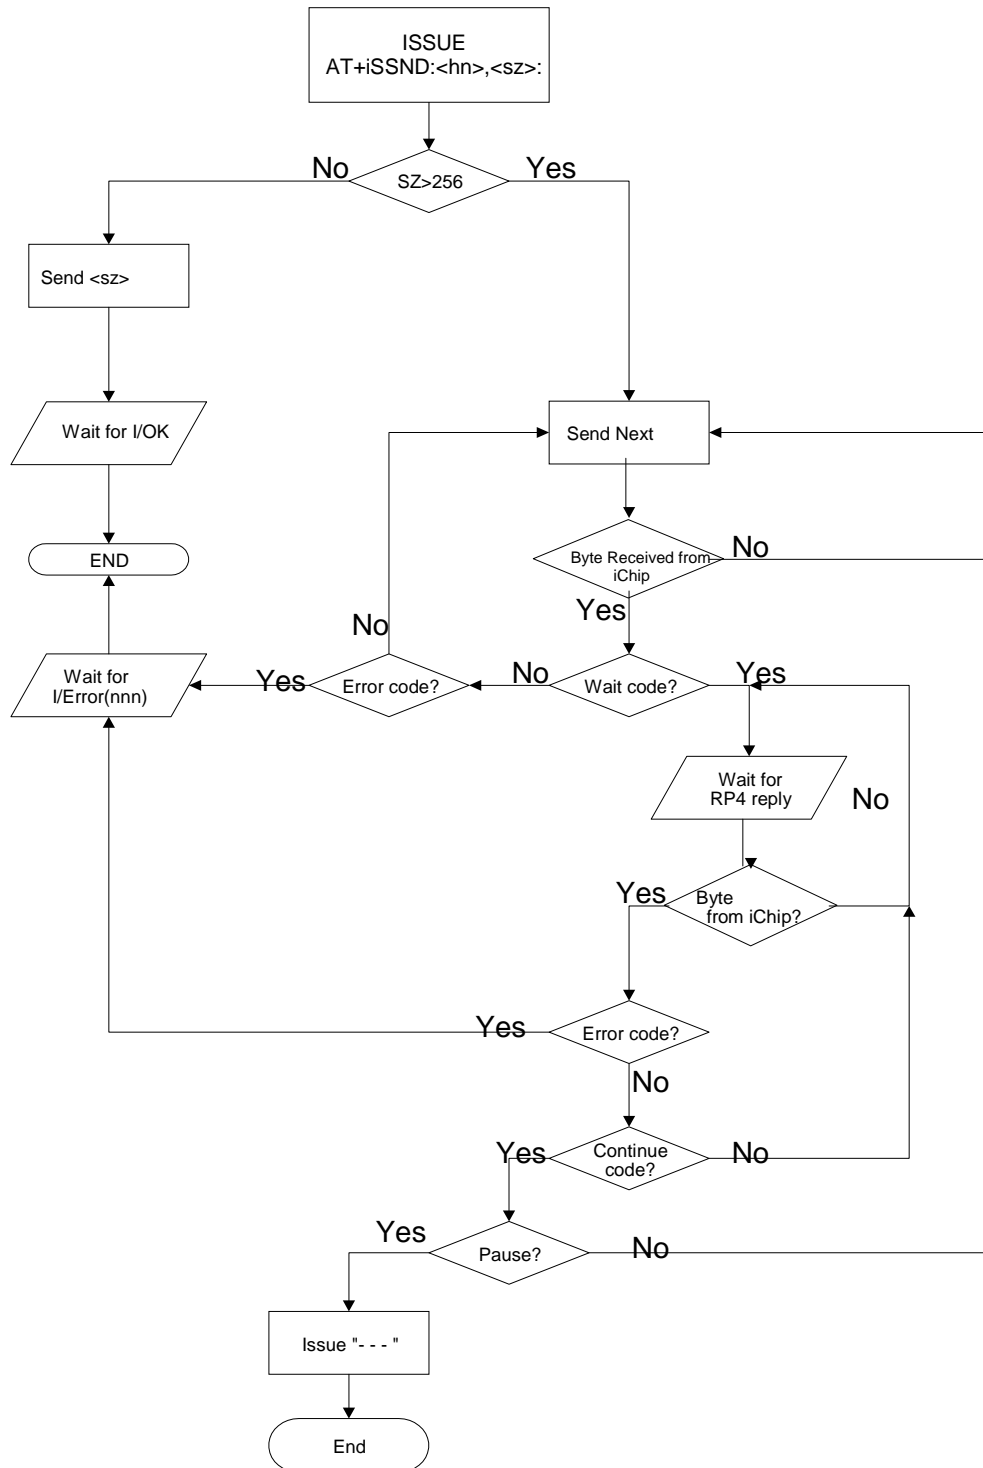 ISSUE
AT+iSSND:<hn>,<sz>:
No
Yes
SZ>256
Send <sz>
Wait for I/OK
Send Next
END
Byte Received from
iChip
No
Yes
No
Wait for
I/Error(nnn)
Yes
Error code?
No
Wait code?
Yes
Wait for
RP4 reply
No
Yes
Byte
from iChip?
Yes
Error code?
No
Yes
Continue
code?
No
Yes
Pause?
No
Issue "- - - "
End